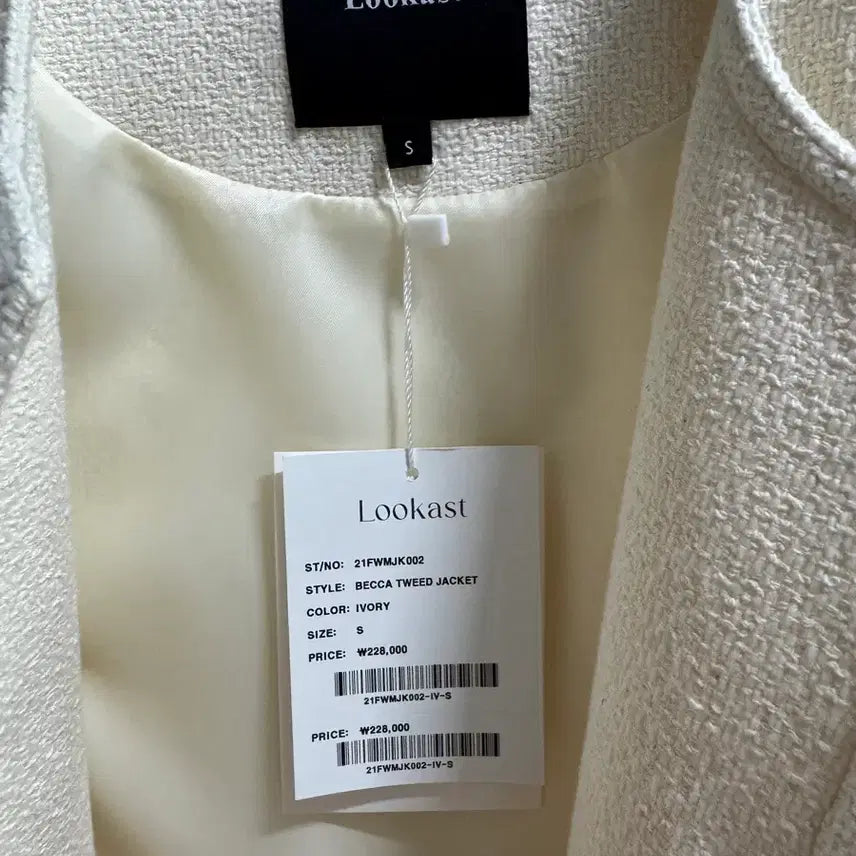 Lookast
S
Lookast
ST/NO: 21FWMJK002
STYLE: BECCA TWEED JACKET
COLOR: IVORY
SIZE: S
PRICE: ₩228,000
21FWMJK002-IV-S
PRICE: ₩228,000
21FWMJK002-IV-S